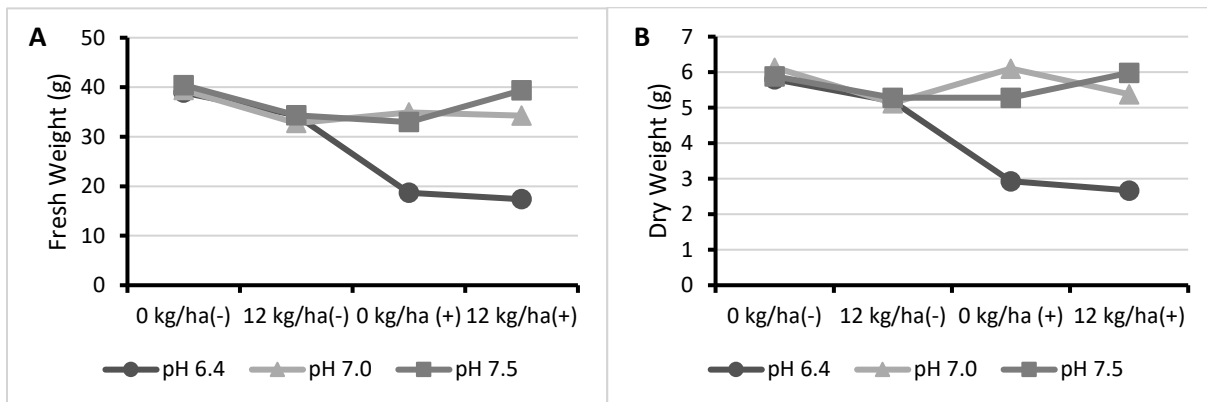 A
Fresh Weight (g)
50
40
30
20
10
0
0 kg/ha(-) 12 kg/ha(-) 0 kg/ha (+) 12 kg/ha(+)
pH 6.4 pH 7.0 pH 7.5
B
Dry Weight (g)
7
6
5
4
3
2
1
0
0 kg/ha(-) 12 kg/ha(-) 0 kg/ha (+) 12 kg/ha(+)
pH 6.4 pH 7.0 pH 7.5